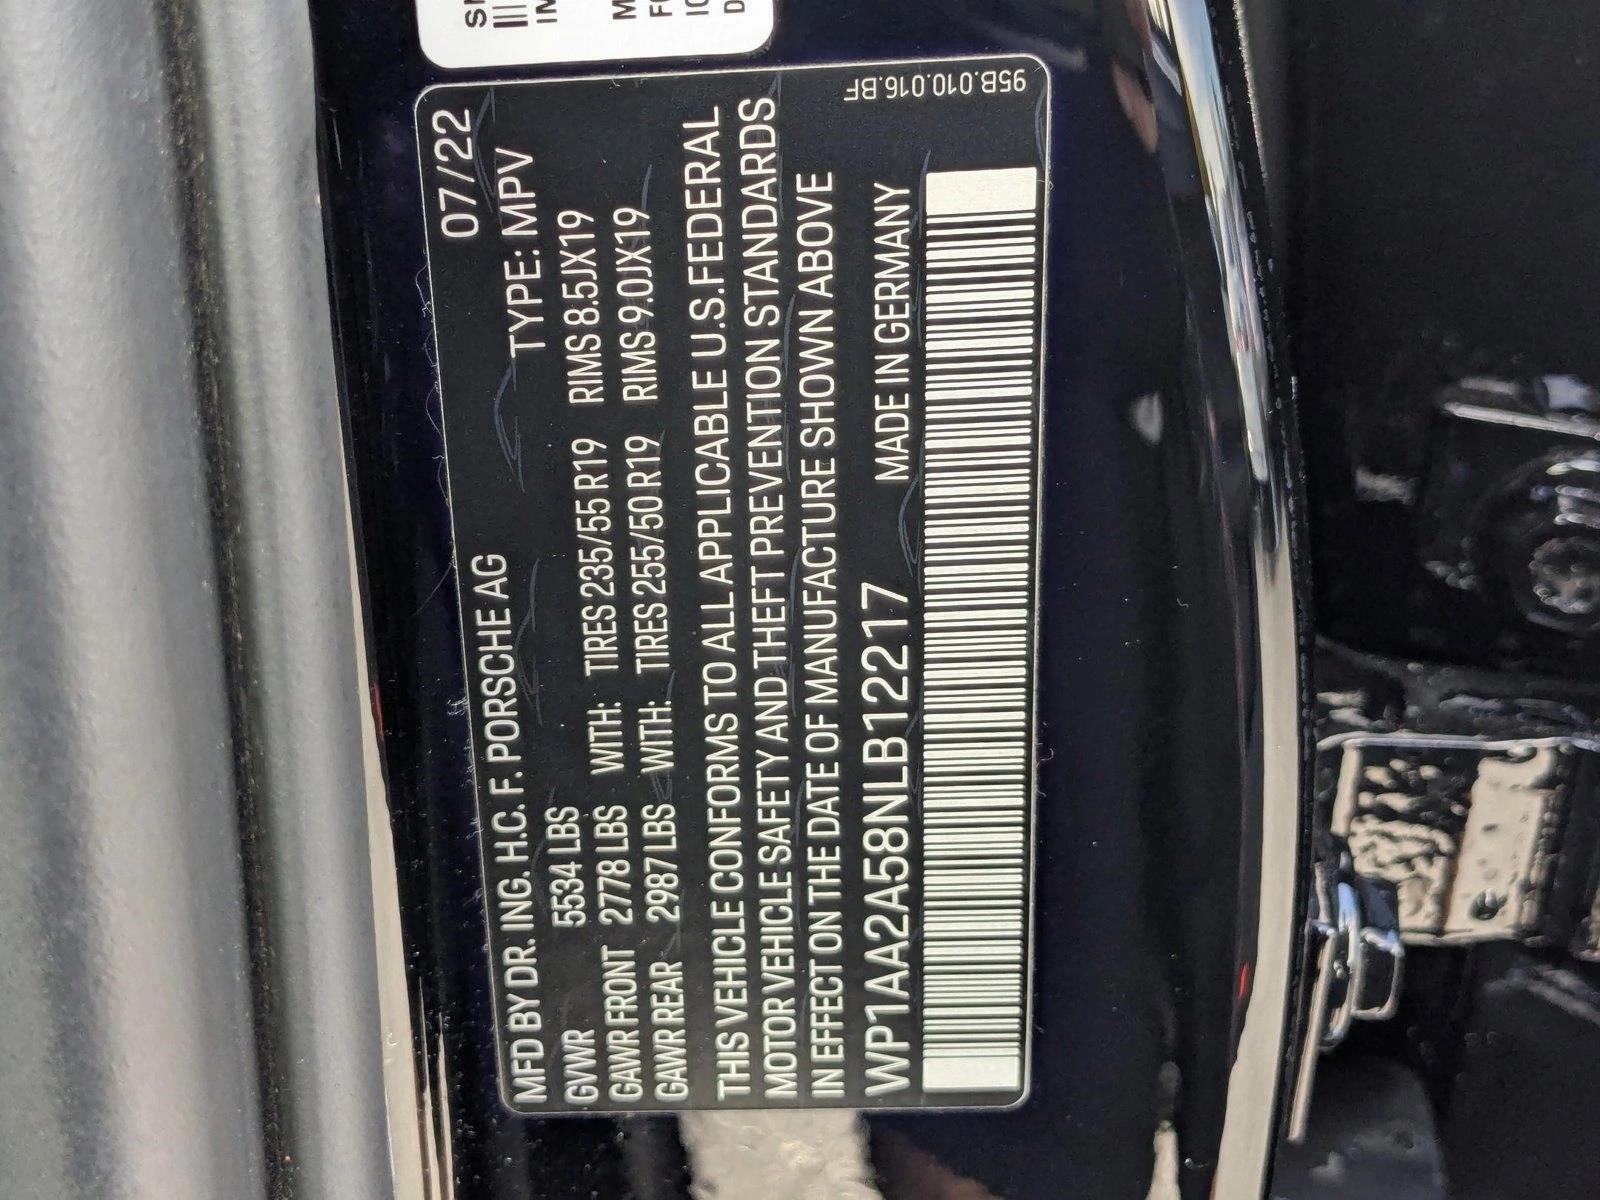 07/22
MFD BY DR. ING. H.C. F. PORSCHE AG TYPE: MPV
GVWR 5534 LBS
GAWR FRONT 2778 LBS WITH: TIRES 235/55 R19 RIMS 8.5JX19
GAWR REAR 2987 LBS WITH: TIRES 255/50 R19 RIMS 9.0JX19
THIS VEHICLE CONFORMS TO ALL APPLICABLE U.S. FEDERAL
MOTOR VEHICLE SAFETY AND THEFT PREVENTION STANDARDS
IN EFFECT ON THE DATE OF MANUFACTURE SHOWN ABOVE
WP1AA2A58NLB12217 MADE IN GERMANY
95B.010.016.BF